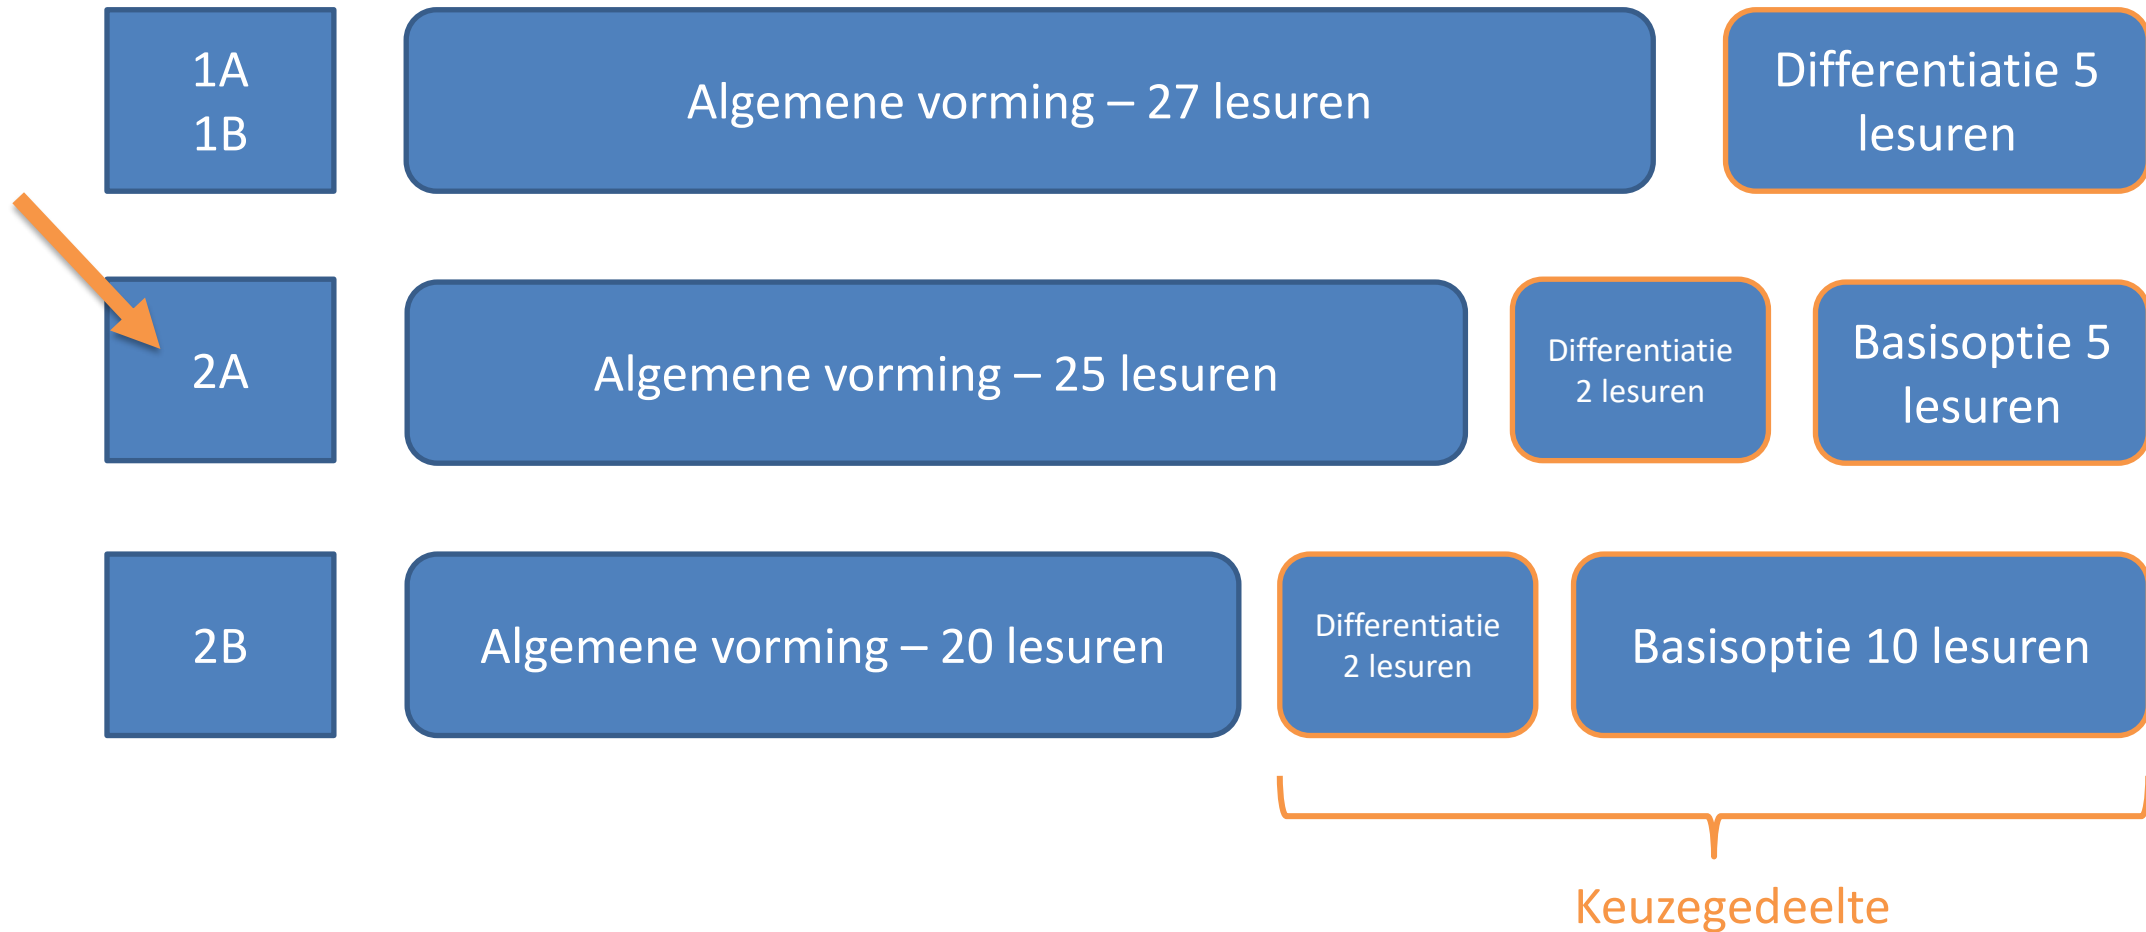 1A
1B
Algemene vorming – 27 lesuren
Differentiatie 5
lesuren
2A
Algemene vorming – 25 lesuren
Differentiatie
2 lesuren
Basisoptie 5
lesuren
2B
Algemene vorming – 20 lesuren
Differentiatie
2 lesuren
Basisoptie 10 lesuren
Keuzegedeelte